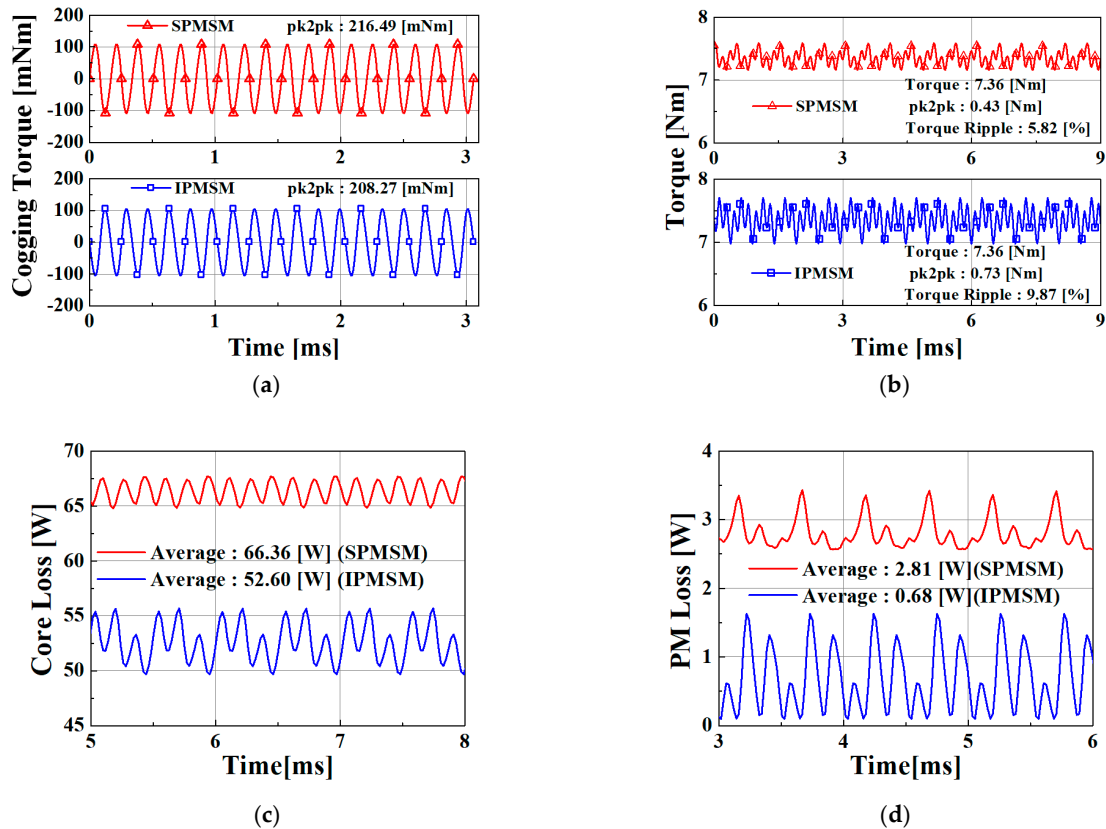 200
100
0
-100
-200
SPMSM
pk2pk : 216.49 [mNm]
0
1
2
3
200
100
0
-100
-200
IPMSM
pk2pk : 208.27 [mNm]
0
1
2
3
Cogging Torque [mNm]
Time [ms]
(a)
8
7
6
Torque : 7.36 [Nm]
SPMSM
pk2pk : 0.43 [Nm]
Torque Ripple : 5.82 [%]
0
3
6
9
8
7
6
Torque : 7.36 [Nm]
IPMSM
pk2pk : 0.73 [Nm]
Torque Ripple : 9.87 [%]
0
3
6
9
Torque [Nm]
Time [ms]
(b)
70
65
60
55
50
45
Average : 66.36 [W] (SPMSM)
Average : 52.60 [W] (IPMSM)
5
6
7
8
Core Loss [W]
Time[ms]
(c)
4
3
2
1
0
Average : 2.81 [W](SPMSM)
Average : 0.68 [W](IPMSM)
3
4
5
6
PM Loss [W]
Time[ms]
(d)